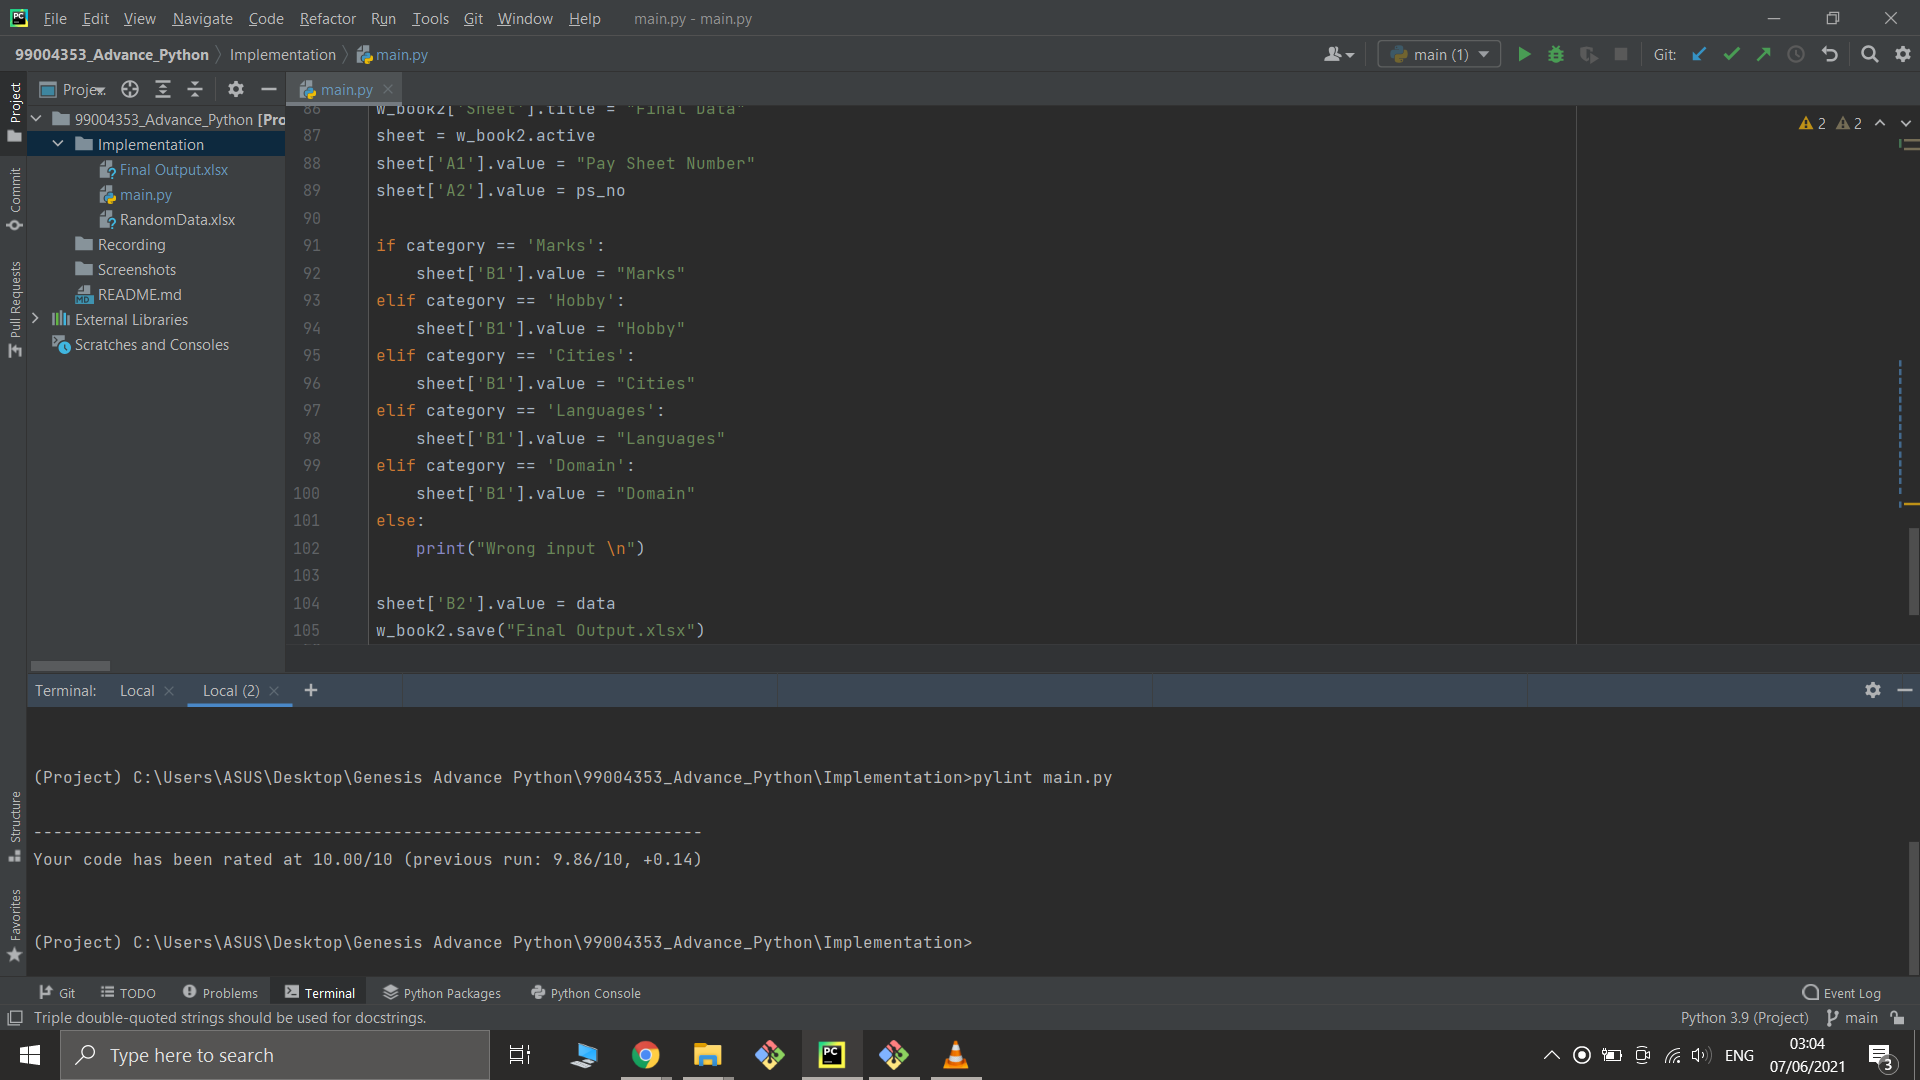 File Edit View Navigate Code Refactor Run Tools Git Window Help main.py - main.py
99004353_Advance_Python Implementation main.py main (1) Git:
Project Proje main.py
99004353_Advance_Python [Pro
Implementation
Final Output.xlsx
main.py
RandomData.xlsx
Recording
Screenshots
README.md
External Libraries
Scratches and Consoles
Commit
Pull Requests
Structure
Favorites
2 2
86 w_book2['Sheet'].title = "Final Data"
87 sheet = w_book2.active
88 sheet['A1'].value = "Pay Sheet Number"
89 sheet['A2'].value = ps_no
90
91 if category == 'Marks':
92 sheet['B1'].value = "Marks"
93 elif category == 'Hobby':
94 sheet['B1'].value = "Hobby"
95 elif category == 'Cities':
96 sheet['B1'].value = "Cities"
97 elif category == 'Languages':
98 sheet['B1'].value = "Languages"
99 elif category == 'Domain':
100 sheet['B1'].value = "Domain"
101 else:
102 print("Wrong input \n")
103
104 sheet['B2'].value = data
105 w_book2.save("Final Output.xlsx")
Terminal: Local Local (2)
(Project) C:\Users\ASUS\Desktop\Genesis Advance Python\99004353_Advance_Python\Implementation>pylint main.py
-------------------------------------------------------------------
Your code has been rated at 10.00/10 (previous run: 9.86/10, +0.14)
(Project) C:\Users\ASUS\Desktop\Genesis Advance Python\99004353_Advance_Python\Implementation>
Git TODO Problems Terminal Python Packages Python Console Event Log
Triple double-quoted strings should be used for docstrings. Python 3.9 (Project) main
Type here to search ENG 03:04
07/06/2021 3